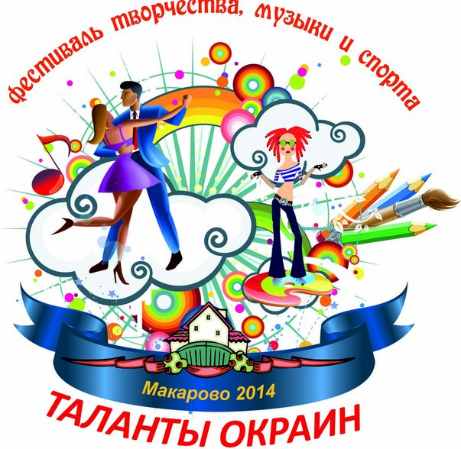 фестиваль творчества, музыки и спорта
Макарово 2014
ТАЛАНТЫ ОКРАИН